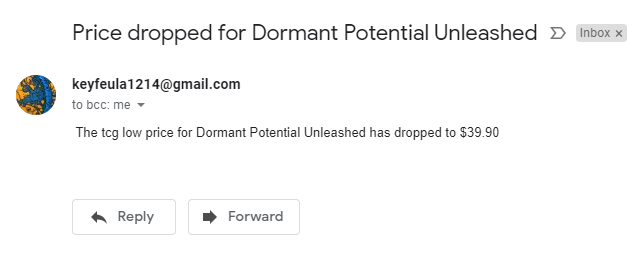 Price dropped for Dormant Potential Unleashed Inbox x
keyfeula1214@gmail.com
to bcc: me
The tcg low price for Dormant Potential Unleashed has dropped to $39.90
Reply Forward